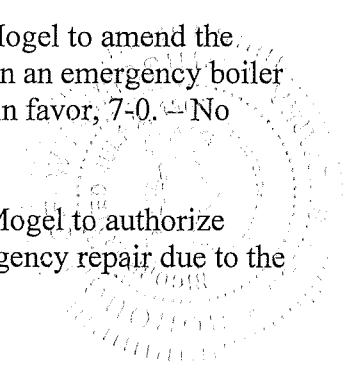 Mogel to amend the
n an emergency boiler
n favor, 7-0. – No
Mogel to authorize
gency repair due to the